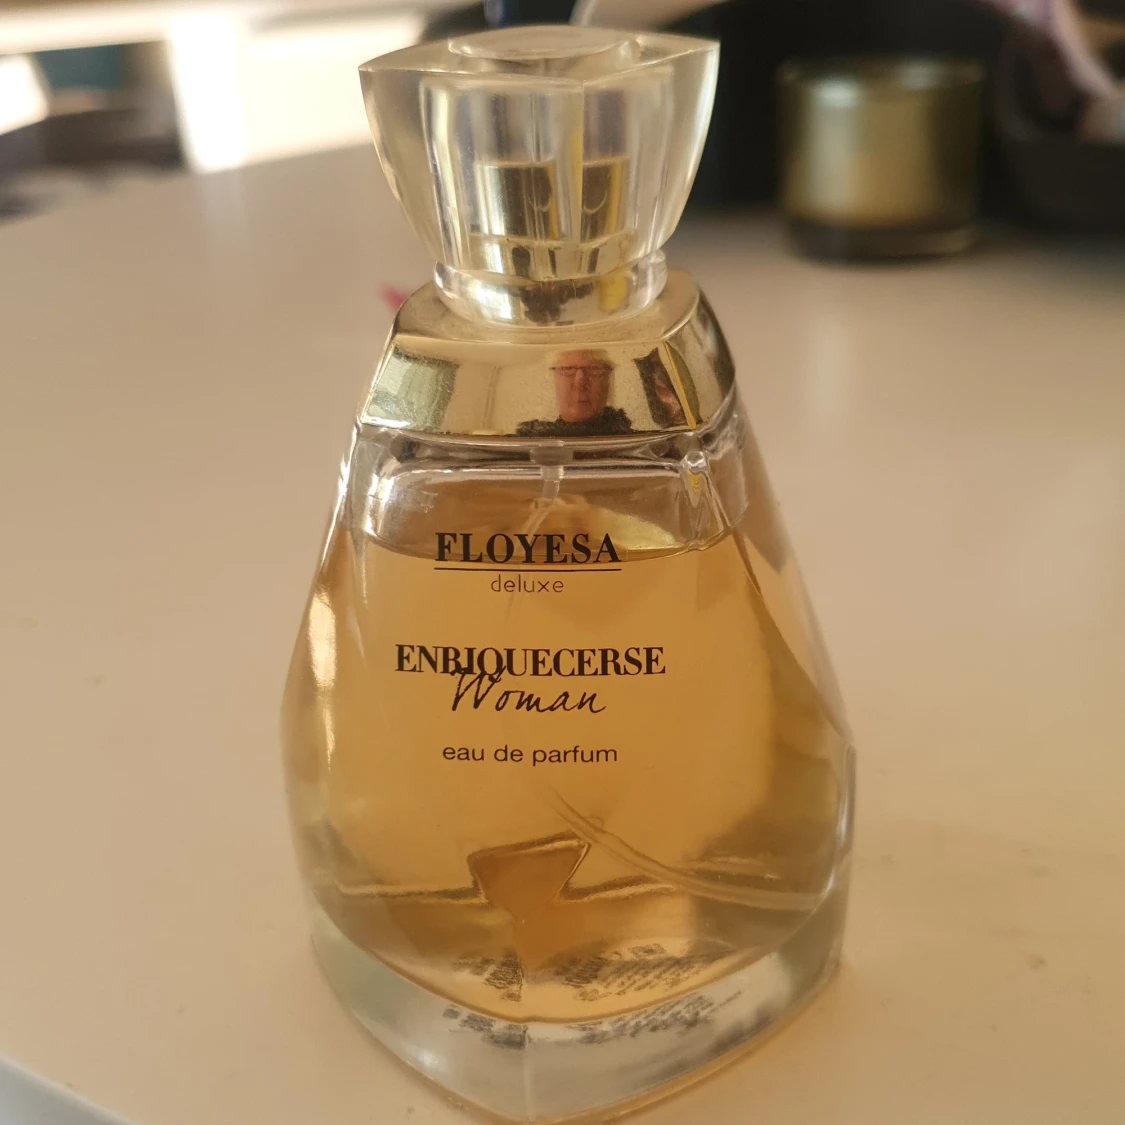 FLOYESA
deluxe
ENRIQUECERSE
Woman
eau de parfum